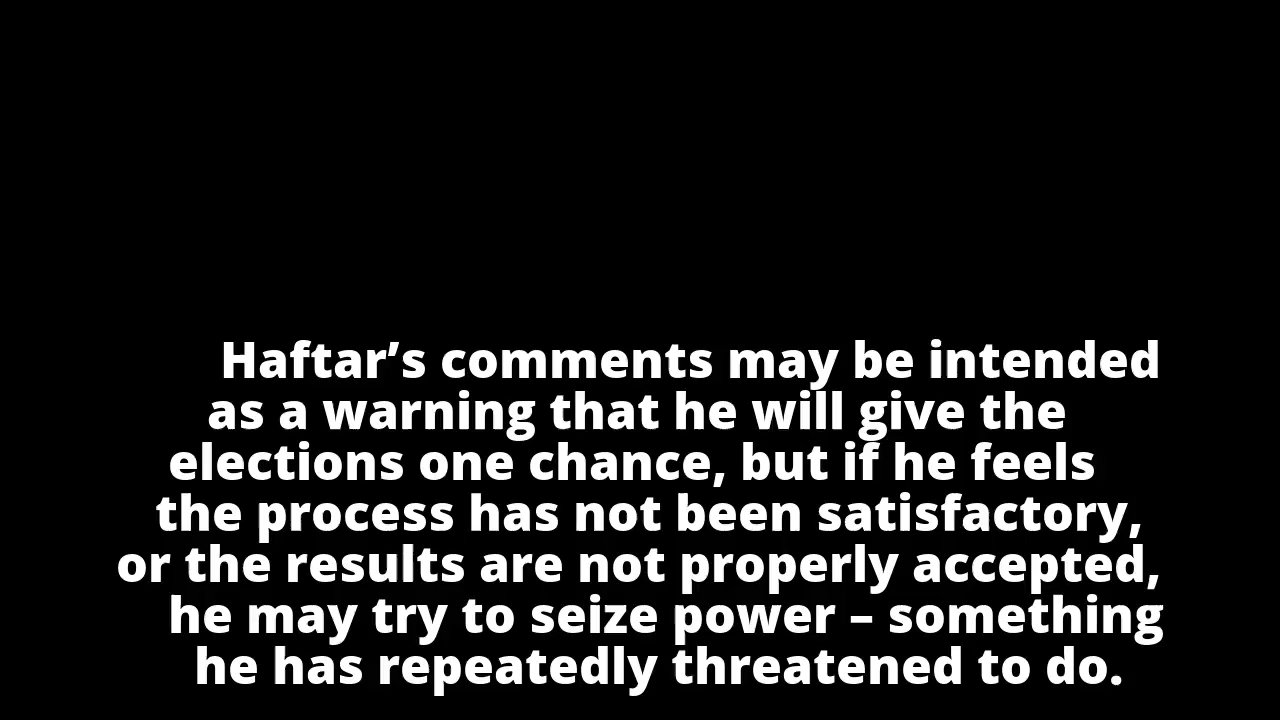 Haftar’s comments may be intended
as a warning that he will give the
elections one chance, but if he feels
the process has not been satisfactory,
or the results are not properly accepted,
he may try to seize power – something
he has repeatedly threatened to do.